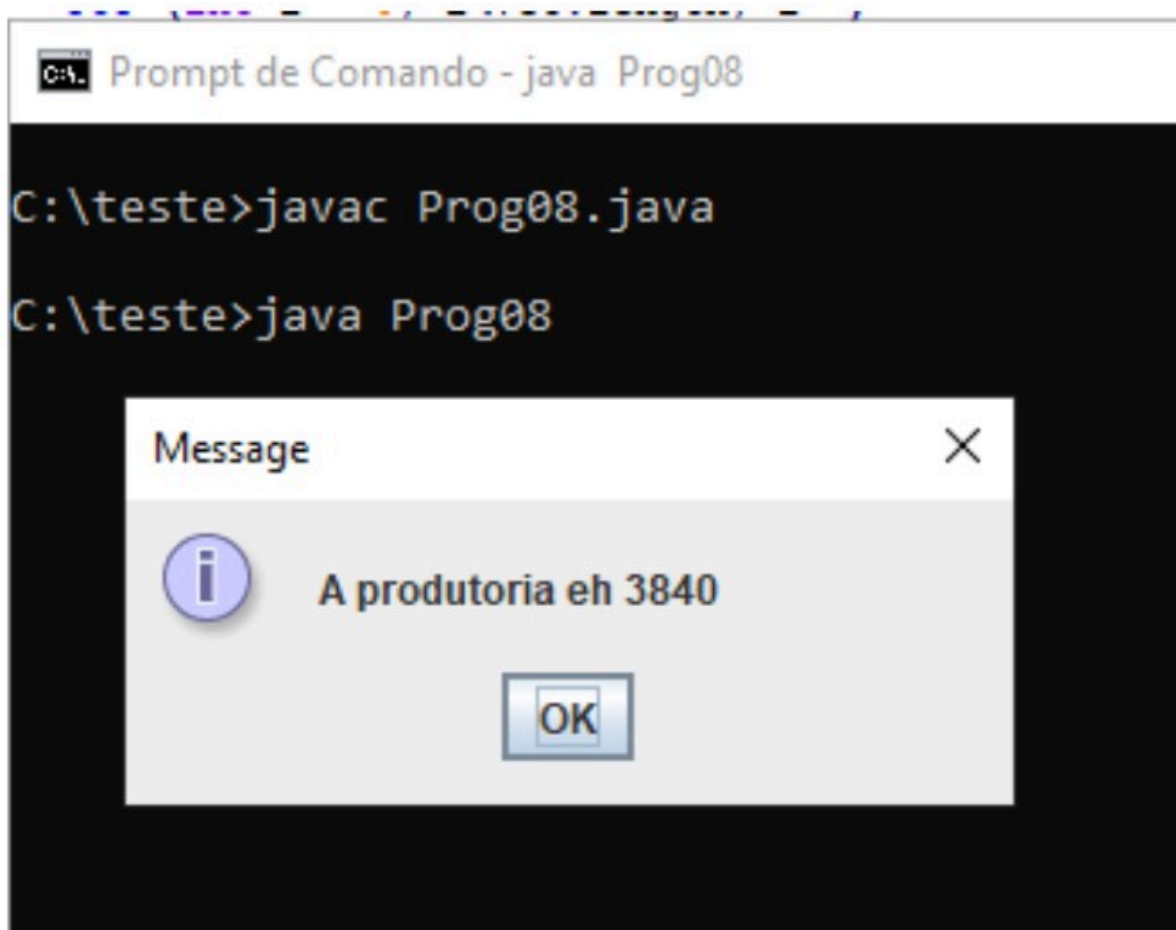 Prompt de Comando - java Prog08
C:\teste>javac Prog08.java
C:\teste>java Prog08
Message
A produtoria eh 3840
OK